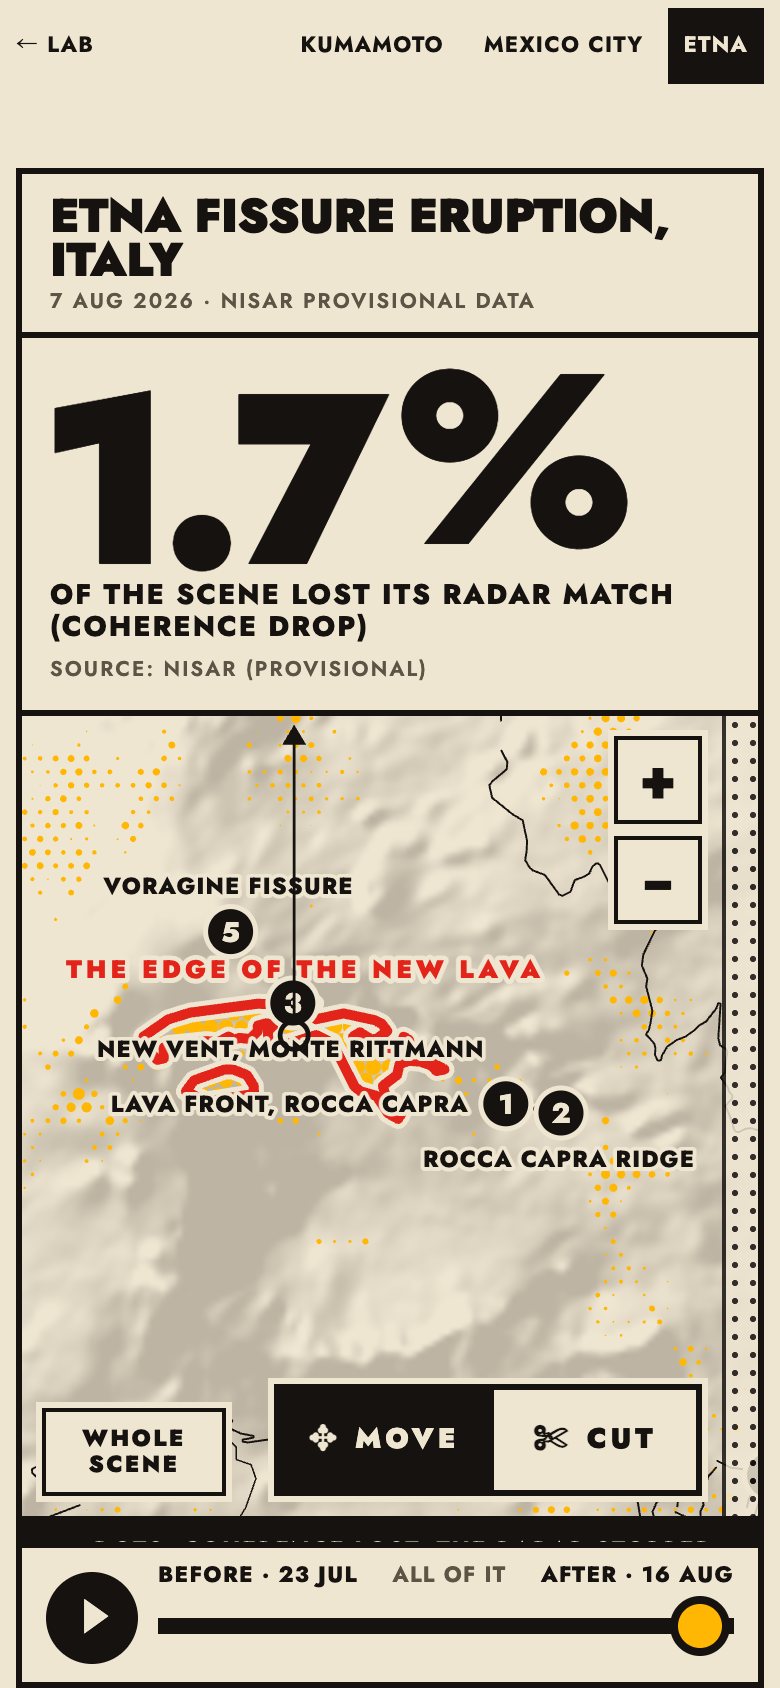 ← LAB
KUMAMOTO
MEXICO CITY
ETNA
ETNA FISSURE ERUPTION,
ITALY
7 AUG 2026 · NISAR PROVISIONAL DATA
1.7%
OF THE SCENE LOST ITS RADAR MATCH
(COHERENCE DROP)
SOURCE: NISAR (PROVISIONAL)
+
−
VORAGINE FISSURE
5
THE EDGE OF THE NEW LAVA
3
NEW VENT, MONTE RITTMANN
LAVA FRONT, ROCCA CAPRA
1
2
ROCCA CAPRA RIDGE
WHOLE
SCENE
MOVE
CUT
BEFORE · 23 JUL
ALL OF IT
AFTER · 16 AUG